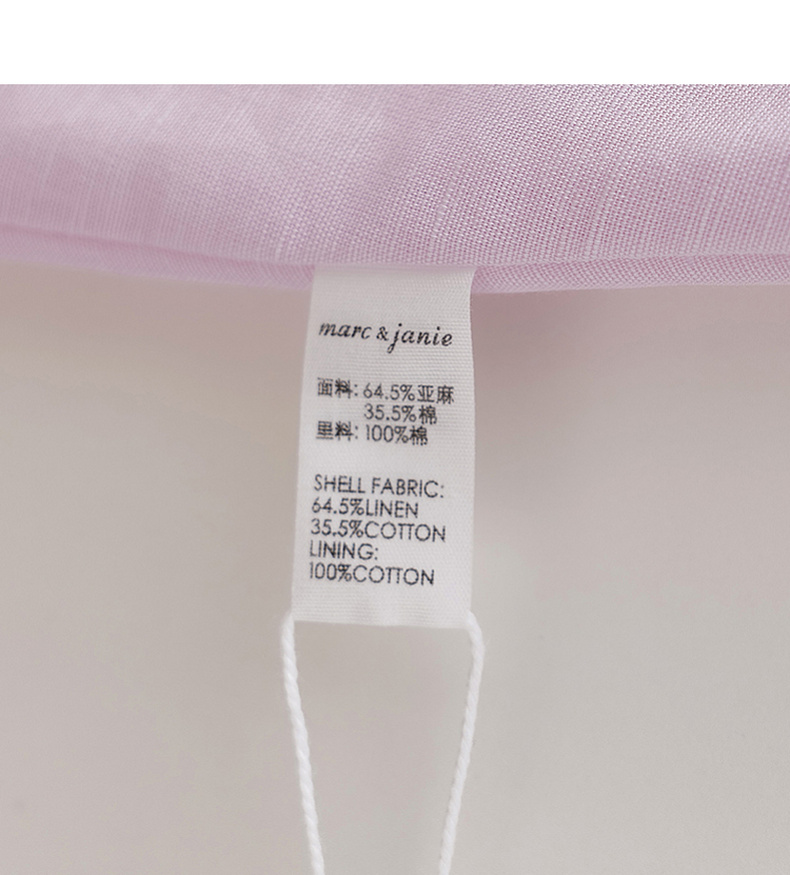 marc & janie
面料: 64.5%亚麻
35.5%棉
里料: 100%棉
SHELL FABRIC:
64.5%LINEN
35.5%COTTON
LINING:
100%COTTON